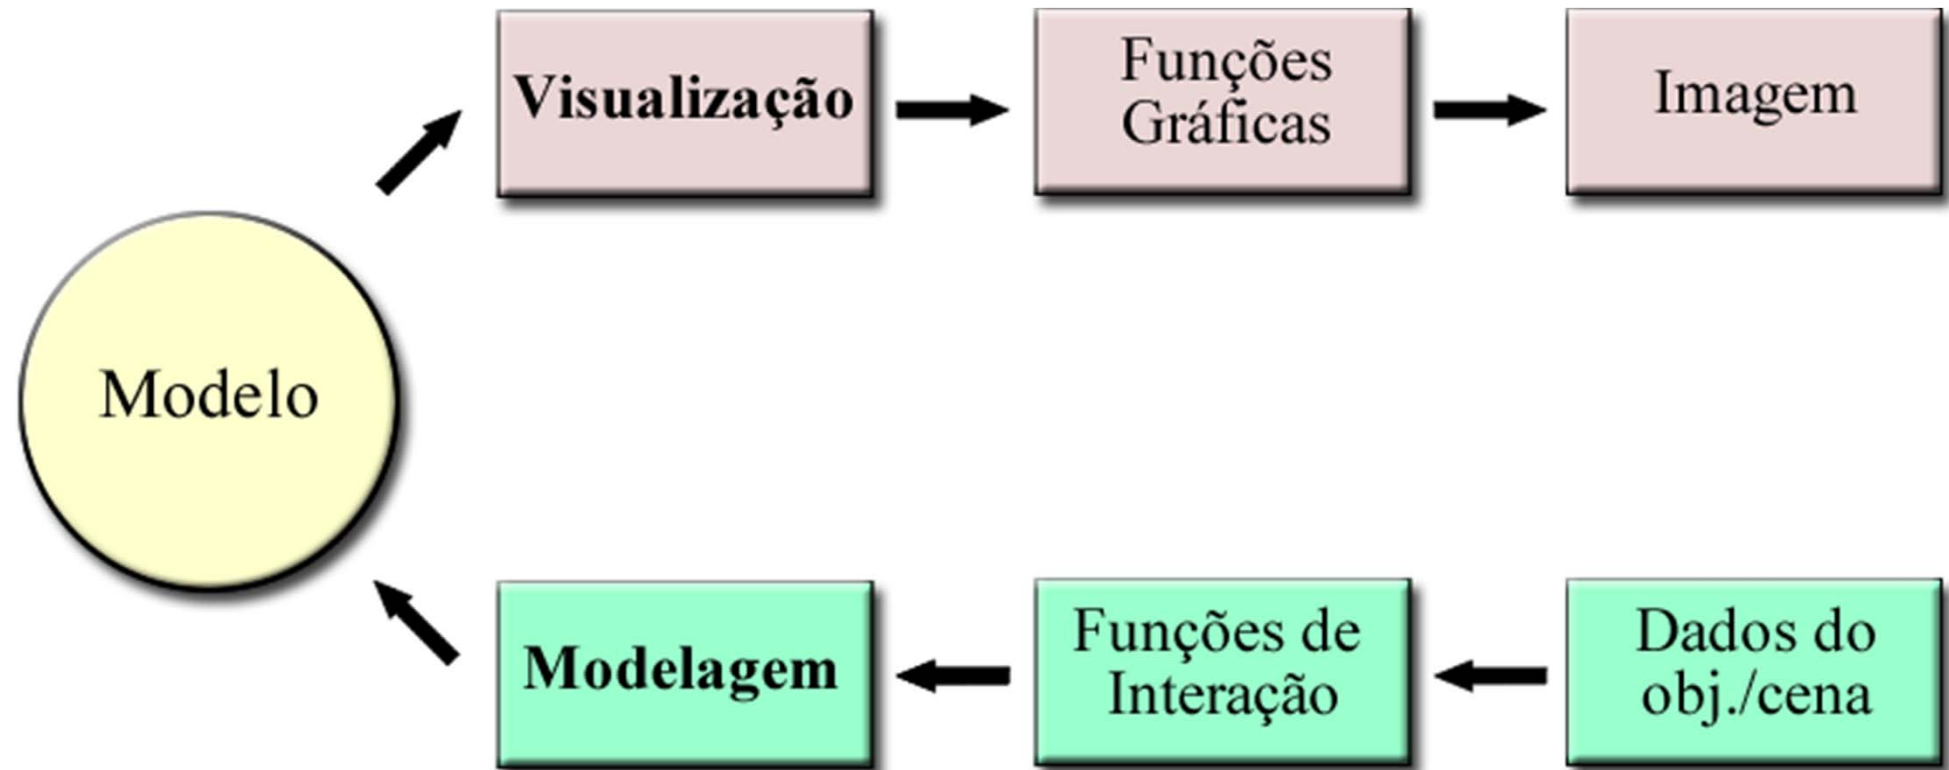 Visualização
Funções
Gráficas
Imagem
Modelo
Modelagem
Funções de
Interação
Dados do
obj./cena